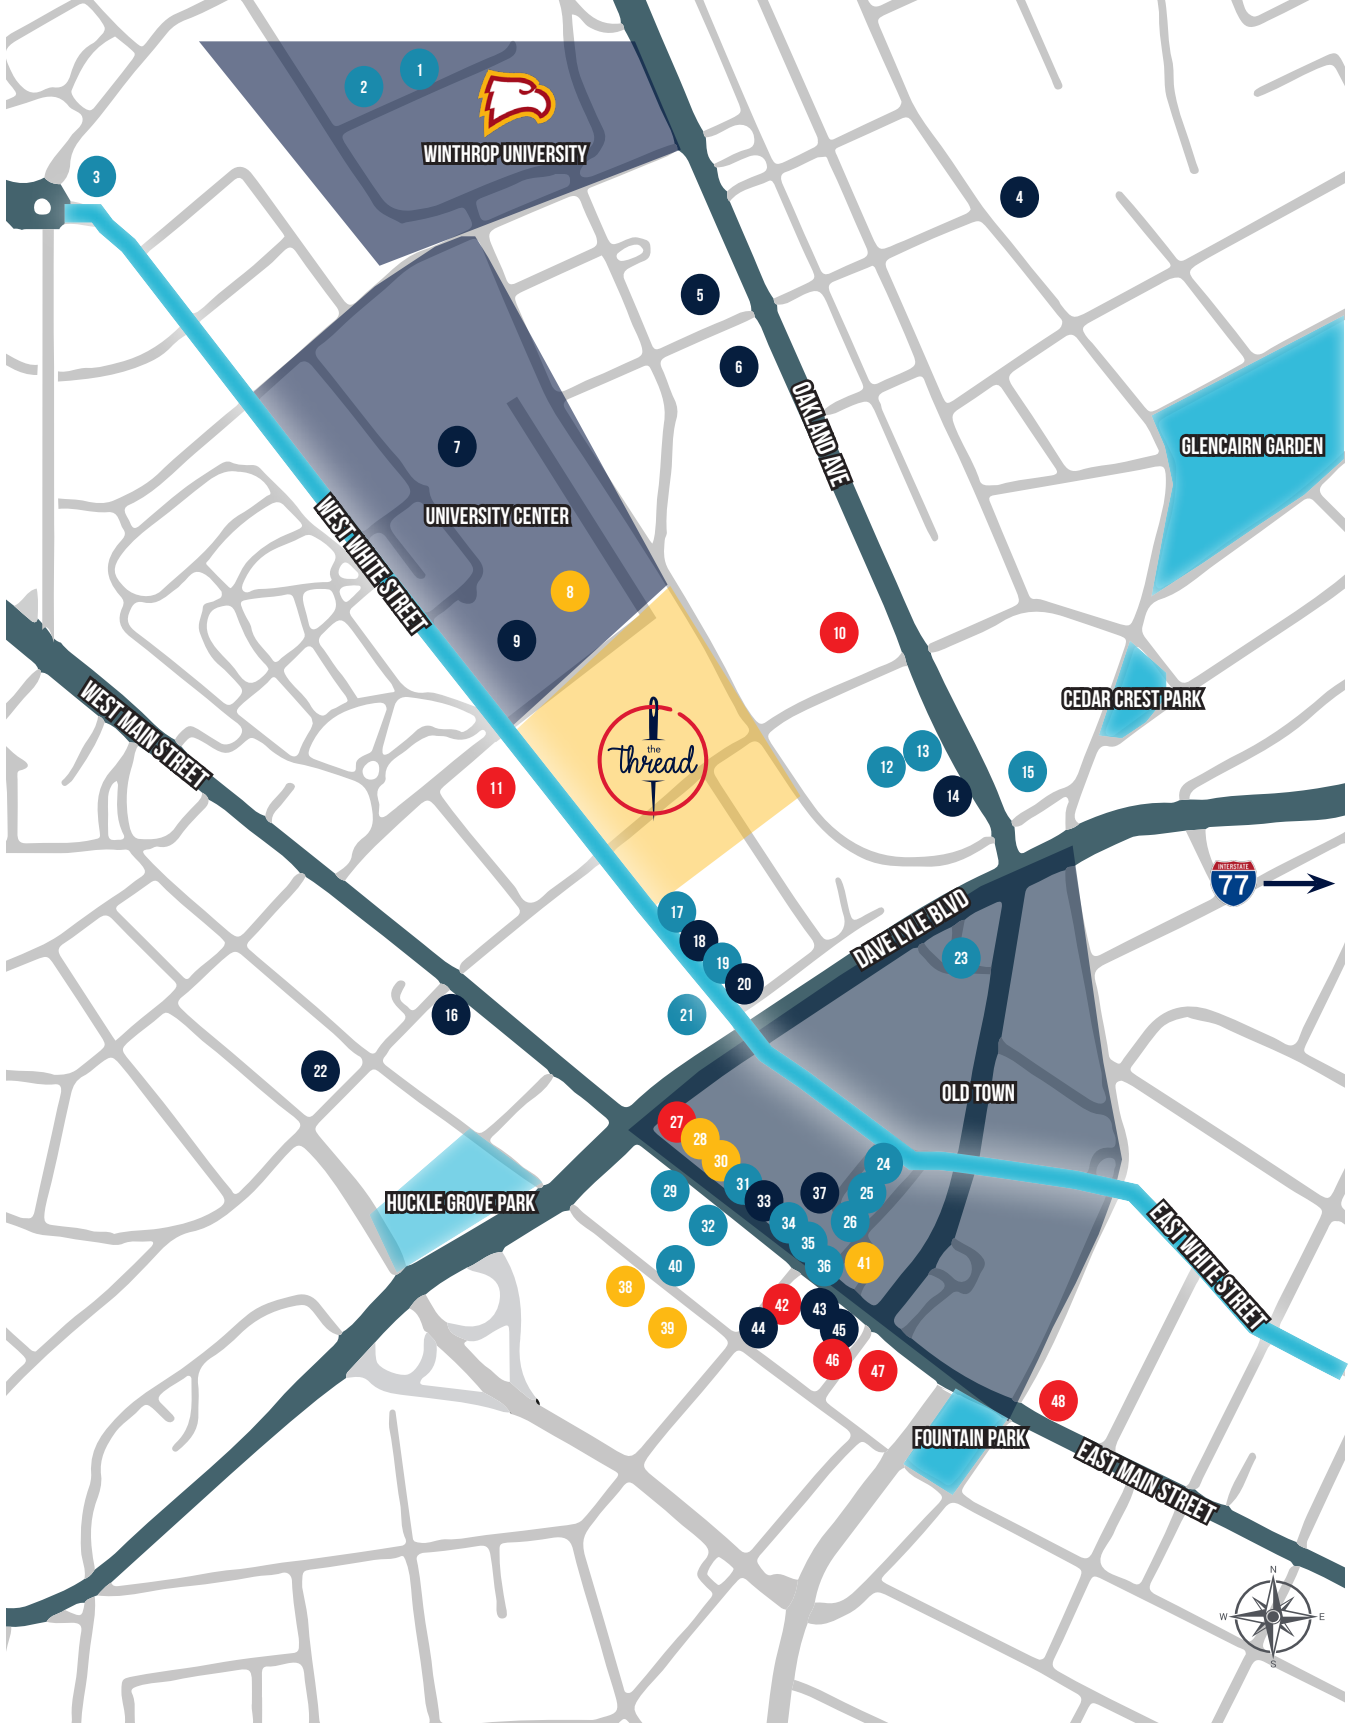 1
2
WINTHROP UNIVERSITY
3
4
5
6
OAKLAND AVE
7
GLENCAIRN GARDEN
UNIVERSITY CENTER
WEST WHITE STREET
8
9
10
CEDAR CREST PARK
WEST MAIN STREET
the
thread
11
12
13
14
15
INTERSTATE
77
17
18
19
20
21
DAVE LYLE BLVD
23
16
22
OLD TOWN
27
28
30
31
33
34
35
36
37
24
25
26
29
32
40
41
HUCKLE GROVE PARK
EAST WHITE STREET
38
39
42
43
44
45
46
47
48
FOUNTAIN PARK
EAST MAIN STREET
N
W
E
S